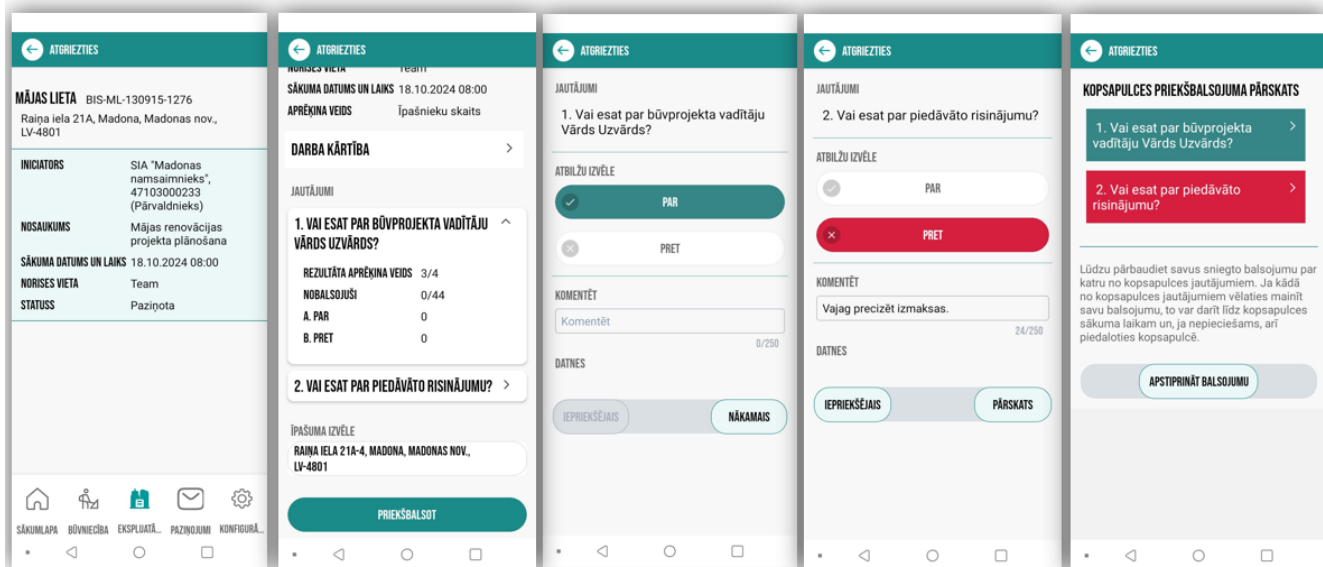 ATGRIEZTIES
MĀJAS LIETA BIS-ML-130915-1276
Raiņa iela 21A, Madona, Madonas nov.,
LV-4801
INICIATORS SIA "Madonas
namsaimnieks",
47103000233
(Pārvaldnieks)
NOSAUKUMS Mājas renovācijas
projekta plānošana
SĀKUMA DATUMS UN LAIKS 18.10.2024 08:00
NORISES VIETA Team
STATUSS Paziņota
SĀKUMLAPA BŪVNIECĪBA EKSPLUATĀ... PAZIŅOJUMI KONFIGURĀ...
ATGRIEZTIES
NORISES VIETA Team
SĀKUMA DATUMS UN LAIKS 18.10.2024 08:00
APRĒĶINA VEIDS Īpašnieku skaits
DARBA KĀRTĪBA
JAUTĀJUMI
1. VAI ESAT PAR BŪVPROJEKTA VADĪTĀJU
VĀRDS UZVĀRDS?
REZULTĀTA APRĒĶINA VEIDS 3/4
NOBALSOJUŠI 0/44
A. PAR 0
B. PRET 0
2. VAI ESAT PAR PIEDĀVĀTO RISINĀJUMU?
ĪPAŠUMA IZVĒLE
RAIŅA IELA 21A-4, MADONA, MADONAS NOV.,
LV-4801
PRIEKŠBALSOT
ATGRIEZTIES
JAUTĀJUMI
1. Vai esat par būvprojekta vadītāju
Vārds Uzvārds?
ATBILŽU IZVĒLE
PAR
PRET
KOMENTĒT
Komentēt
0/250
DATNES
IEPRIEKŠĒJAIS NĀKAMAIS
ATGRIEZTIES
JAUTĀJUMI
2. Vai esat par piedāvāto risinājumu?
ATBILŽU IZVĒLE
PAR
PRET
KOMENTĒT
Vajag precizēt izmaksas.
24/250
DATNES
IEPRIEKŠĒJAIS PĀRSKATS
ATGRIEZTIES
KOPSAPULCES PRIEKŠBALSOJUMA PĀRSKATS
1. Vai esat par būvprojekta
vadītāju Vārds Uzvārds?
2. Vai esat par piedāvāto
risinājumu?
Lūdzu pārbaudiet savus sniegto balsojumu par
katru no kopsapulces jautājumiem. Ja kādā
no kopsapulces jautājumiem vēlaties mainīt
savu balsojumu, to var darīt līdz kopsapulces
sākuma laikam un, ja nepieciešams, arī
piedaloties kopsapulcē.
APSTIPRINĀT BALSOJUMU